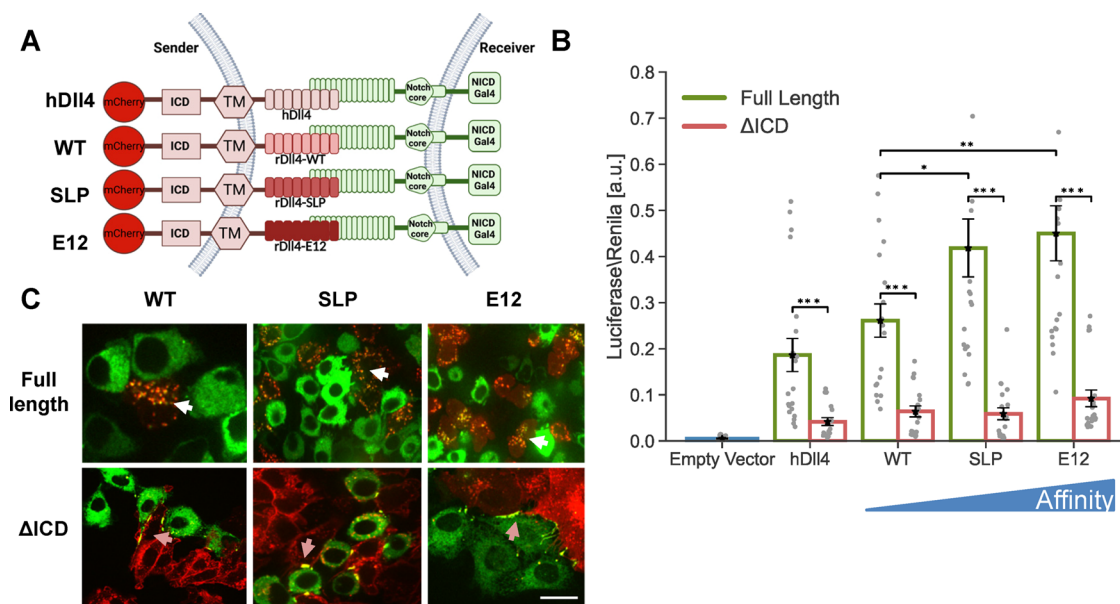 A
Sender
Receiver
hDll4
mCherry
ICD
TM
hDll4
Notch
core
NICD
Gal4
WT
mCherry
ICD
TM
rDll4-WT
Notch
core
NICD
Gal4
SLP
mCherry
ICD
TM
rDll4-SLP
Notch
core
NICD
Gal4
E12
mCherry
ICD
TM
rDll4-E12
Notch
core
NICD
Gal4
B
Luciferase\Renila [a.u.]
0.8
0.7
0.6
0.5
0.4
0.3
0.2
0.1
0.0
Full Length
ΔICD
**
*
***
***
***
***
Empty Vector
hDll4
WT
SLP
E12
Affinity
C
WT
SLP
E12
Full
length
ΔICD